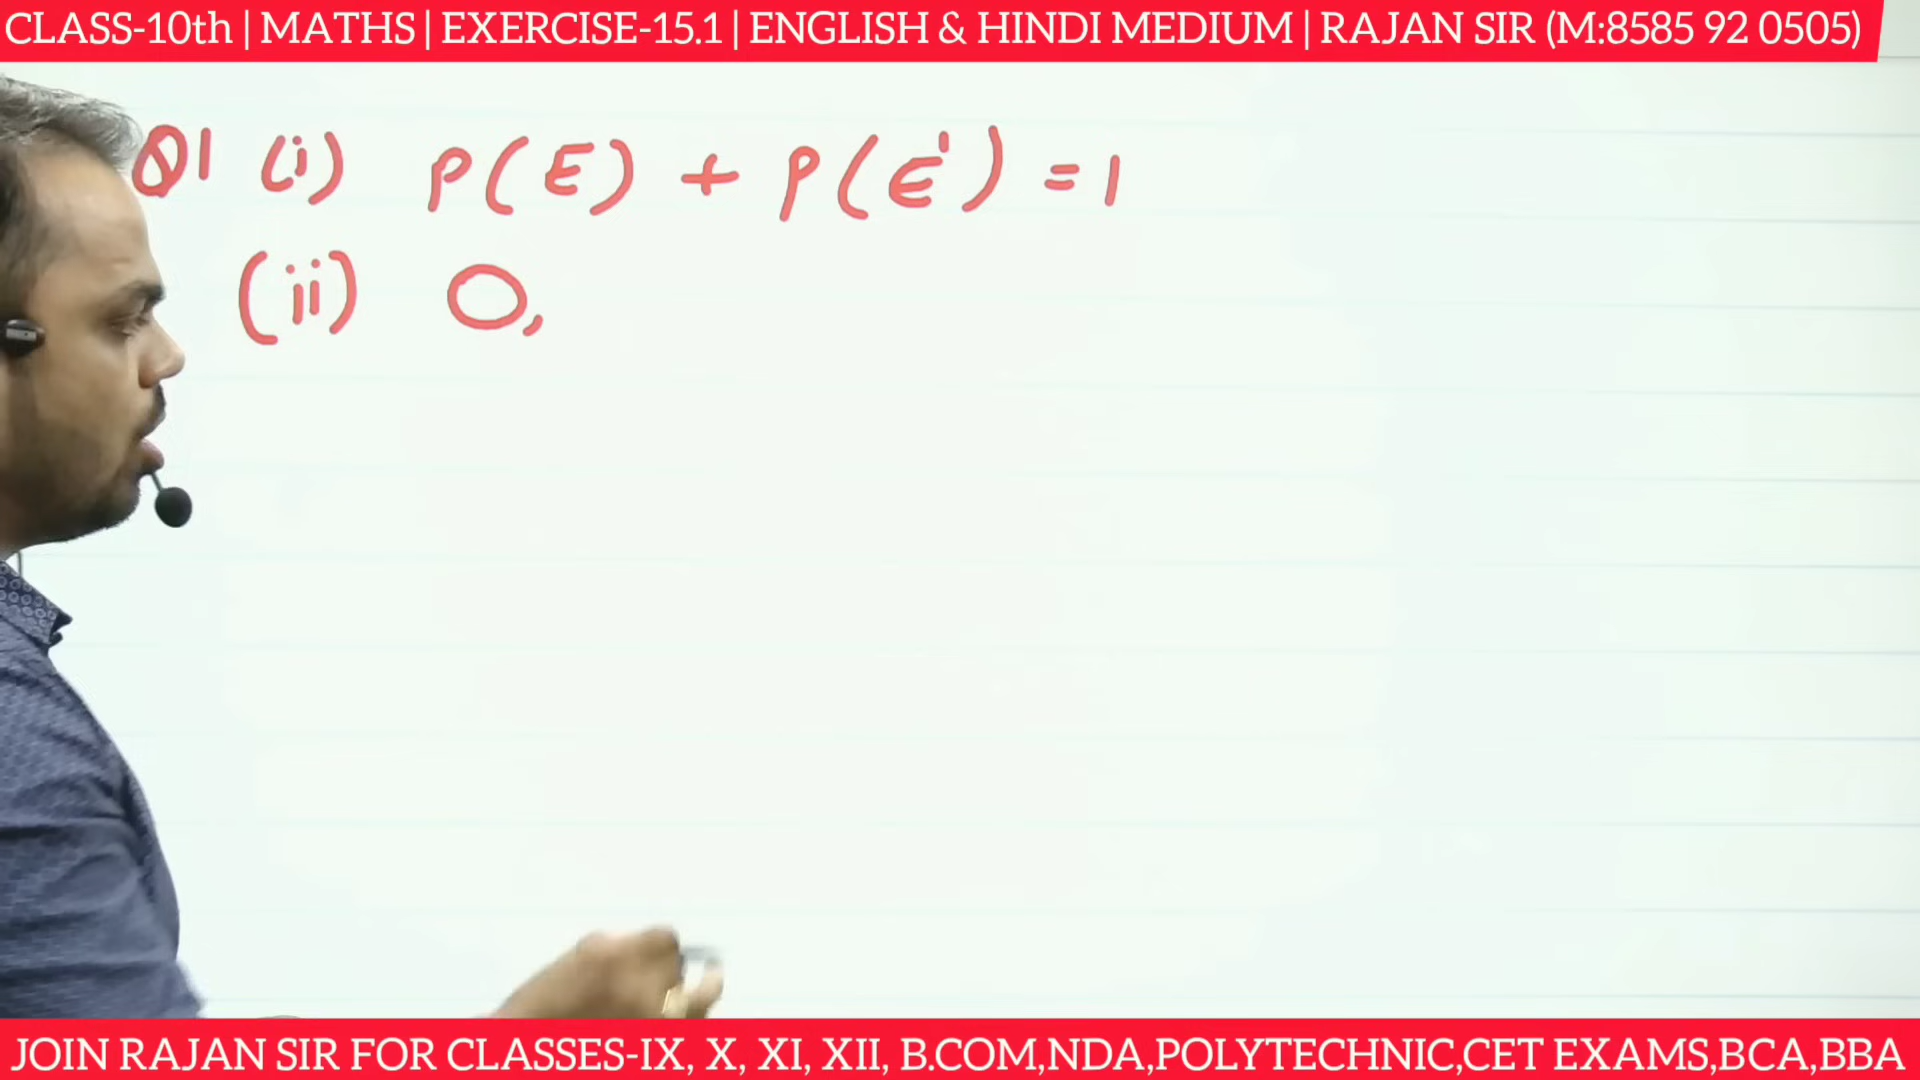 CLASS-10th | MATHS | EXERCISE-15.1 | ENGLISH & HINDI MEDIUM | RAJAN SIR (M:8585 92 0505)
Q1 (i) P(E) + P(E') = 1
(ii) 0,
JOIN RAJAN SIR FOR CLASSES-IX, X, XI, XII, B.COM,NDA,POLYTECHNIC,CET EXAMS,BCA,BBA